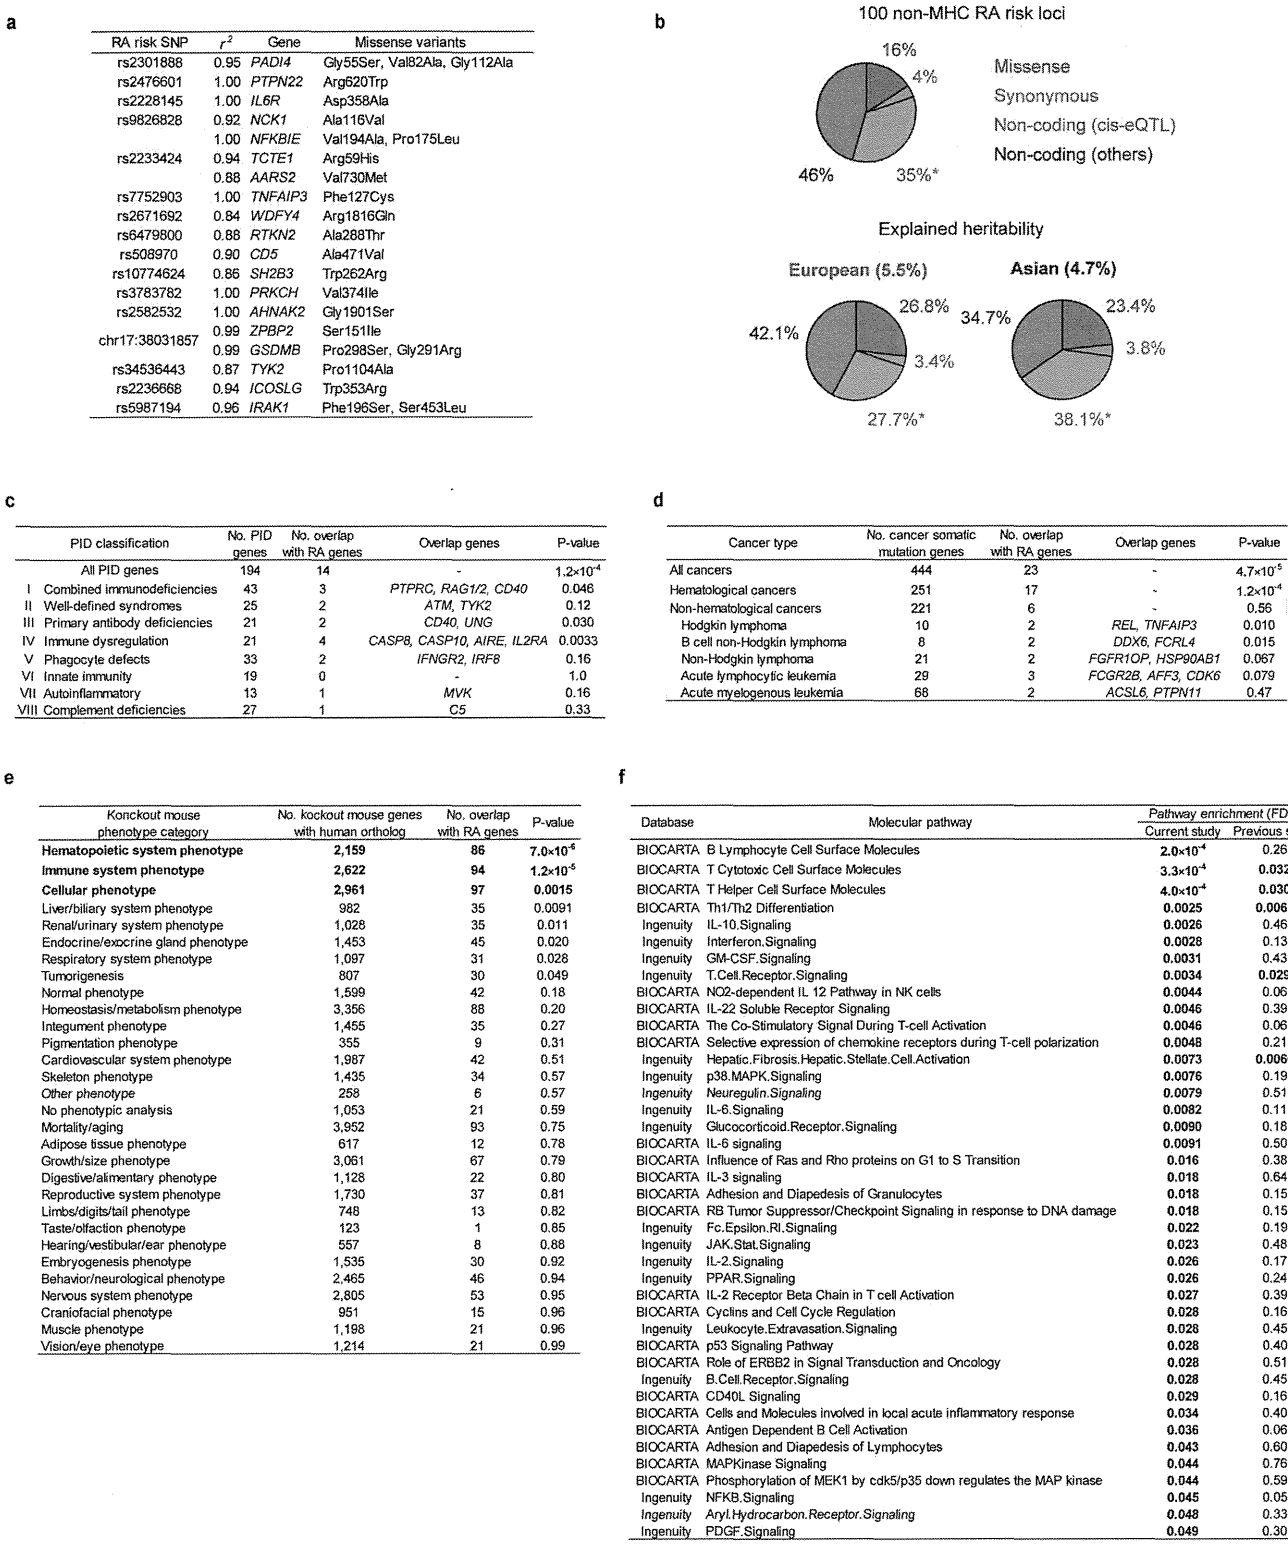 a
RA risk SNP r² Gene Missense variants
rs2301888 0.95 PADI4 Gly55Ser, Val82Ala, Gly112Ala
rs2476601 1.00 PTPN22 Arg620Trp
rs2228145 1.00 IL6R Asp358Ala
rs9826828 0.92 NCK1 Ala116Val
1.00 NFKBIE Val194Ala, Pro175Leu
rs2233424 0.94 TCTE1 Arg59His
0.88 AARS2 Val730Met
rs7752903 1.00 TNFAIP3 Phe127Cys
rs2671692 0.84 WDFY4 Arg1816Gln
rs6479800 0.88 RTKN2 Ala288Thr
rs508970 0.90 CD5 Ala471Val
rs10774624 0.86 SH2B3 Trp262Arg
rs3783782 1.00 PRKCH Val374Ile
rs2582532 1.00 AHNAK2 Gly1901Ser
chr17:38031857 0.99 ZPBP2 Ser151Ile
0.99 GSDMB Pro298Ser, Gly291Arg
rs34536443 0.87 TYK2 Pro1104Ala
rs2236668 0.94 ICOSLG Trp353Arg
rs5987194 0.96 IRAK1 Phe196Ser, Ser453Leu
b
100 non-MHC RA risk loci
16%
4%
35%*
46%
Missense
Synonymous
Non-coding (cis-eQTL)
Non-coding (others)
Explained heritability
European (5.5%)
26.8%
3.4%
27.7%*
42.1%
Asian (4.7%)
23.4%
3.8%
38.1%*
34.7%
c
PID classification No. PID genes No. overlap with RA genes Overlap genes P-value
All PID genes 194 14 - 1.2×10⁻⁴
I Combined immunodeficiencies 43 3 PTPRC, RAG1/2, CD40 0.046
II Well-defined syndromes 25 2 ATM, TYK2 0.12
III Primary antibody deficiencies 21 2 CD40, UNG 0.030
IV Immune dysregulation 21 4 CASP8, CASP10, AIRE, IL2RA 0.0033
V Phagocyte defects 33 2 IFNGR2, IRF8 0.16
VI Innate immunity 19 0 - 1.0
VII Autoinflammatory 13 1 MVK 0.16
VIII Complement deficiencies 27 1 C5 0.33
d
Cancer type No. cancer somatic mutation genes No. overlap with RA genes Overlap genes P-value
All cancers 444 23 - 4.7×10⁻⁵
Hematological cancers 251 17 - 1.2×10⁻⁴
Non-hematological cancers 221 6 - 0.56
Hodgkin lymphoma 10 2 REL, TNFAIP3 0.010
B cell non-Hodgkin lymphoma 8 2 DDX6, FCRL4 0.015
Non-Hodgkin lymphoma 21 2 FGFR1OP, HSP90AB1 0.067
Acute lymphocytic leukemia 29 3 FCGR2B, AFF3, CDK6 0.079
Acute myelogenous leukemia 68 2 ACSL6, PTPN11 0.47
e
Konckout mouse phenotype category No. kockout mouse genes with human ortholog No. overlap with RA genes P-value
Hematopoietic system phenotype 2,159 86 7.0×10⁻⁶
Immune system phenotype 2,622 94 1.2×10⁻⁵
Cellular phenotype 2,961 97 0.0015
Liver/biliary system phenotype 982 35 0.0091
Renal/urinary system phenotype 1,028 35 0.011
Endocrine/exocrine gland phenotype 1,453 45 0.020
Respiratory system phenotype 1,097 31 0.028
Tumorigenesis 807 30 0.049
Normal phenotype 1,599 42 0.18
Homeostasis/metabolism phenotype 3,356 88 0.20
Integument phenotype 1,455 35 0.27
Pigmentation phenotype 355 9 0.31
Cardiovascular system phenotype 1,987 42 0.51
Skeleton phenotype 1,435 34 0.57
Other phenotype 258 6 0.57
No phenotypic analysis 1,053 21 0.59
Mortality/aging 3,952 93 0.75
Adipose tissue phenotype 617 12 0.78
Growth/size phenotype 3,061 67 0.79
Digestive/alimentary phenotype 1,128 22 0.80
Reproductive system phenotype 1,730 37 0.81
Limbs/digits/tail phenotype 748 13 0.82
Taste/olfaction phenotype 123 1 0.85
Hearing/vestibular/ear phenotype 557 8 0.88
Embryogenesis phenotype 1,535 30 0.92
Behavior/neurological phenotype 2,465 46 0.94
Nervous system phenotype 2,805 53 0.95
Craniofacial phenotype 951 15 0.96
Muscle phenotype 1,198 21 0.96
Vision/eye phenotype 1,214 21 0.99
f
Database Molecular pathway Pathway enrichment (FD
Current study Previous s
BIOCARTA B Lymphocyte Cell Surface Molecules 2.0×10⁻⁴ 0.26
BIOCARTA T Cytotoxic Cell Surface Molecules 3.3×10⁻⁴ 0.032
BIOCARTA T Helper Cell Surface Molecules 4.0×10⁻⁴ 0.030
BIOCARTA Th1/Th2 Differentiation 0.0025 0.006
Ingenuity IL-10.Signaling 0.0026 0.46
Ingenuity Interferon.Signaling 0.0028 0.13
Ingenuity GM-CSF.Signaling 0.0031 0.43
Ingenuity T.Cell.Receptor.Signaling 0.0034 0.029
BIOCARTA NO2-dependent IL 12 Pathway in NK cells 0.0044 0.06
BIOCARTA IL-22 Soluble Receptor Signaling 0.0046 0.39
BIOCARTA The Co-Stimulatory Signal During T-cell Activation 0.0046 0.06
BIOCARTA Selective expression of chemokine receptors during T-cell polarization 0.0048 0.21
Ingenuity Hepatic.Fibrosis.Hepatic.Stellate.Cell.Activation 0.0073 0.006
Ingenuity p38.MAPK.Signaling 0.0076 0.19
Ingenuity Neuregulin.Signaling 0.0079 0.51
Ingenuity IL-6.Signaling 0.0082 0.11
Ingenuity Glucocorticoid.Receptor.Signaling 0.0090 0.18
BIOCARTA IL-6 signaling 0.0091 0.50
BIOCARTA Influence of Ras and Rho proteins on G1 to S Transition 0.016 0.38
BIOCARTA IL-3 signaling 0.018 0.64
BIOCARTA Adhesion and Diapedesis of Granulocytes 0.018 0.15
BIOCARTA RB Tumor Suppressor/Checkpoint Signaling in response to DNA damage 0.018 0.15
Ingenuity Fc.Epsilon.RI.Signaling 0.022 0.19
Ingenuity JAK.Stat.Signaling 0.023 0.48
Ingenuity IL-2.Signaling 0.026 0.17
Ingenuity PPAR.Signaling 0.026 0.24
BIOCARTA IL-2 Receptor Beta Chain in T cell Activation 0.027 0.39
BIOCARTA Cyclins and Cell Cycle Regulation 0.028 0.16
Ingenuity Leukocyte.Extravasation.Signaling 0.028 0.45
BIOCARTA p53 Signaling Pathway 0.028 0.40
BIOCARTA Role of ERBB2 in Signal Transduction and Oncology 0.028 0.51
Ingenuity B.Cell.Receptor.Signaling 0.028 0.45
BIOCARTA CD40L Signaling 0.029 0.16
BIOCARTA Cells and Molecules involved in local acute inflammatory response 0.034 0.40
BIOCARTA Antigen Dependent B Cell Activation 0.036 0.06
BIOCARTA Adhesion and Diapedesis of Lymphocytes 0.043 0.60
BIOCARTA MAPKinase Signaling 0.044 0.76
BIOCARTA Phosphorylation of MEK1 by cdk5/p35 down regulates the MAP kinase 0.044 0.59
Ingenuity NFKB.Signaling 0.045 0.05
Ingenuity Aryl.Hydrocarbon.Receptor.Signaling 0.048 0.33
Ingenuity PDGF.Signaling 0.049 0.30